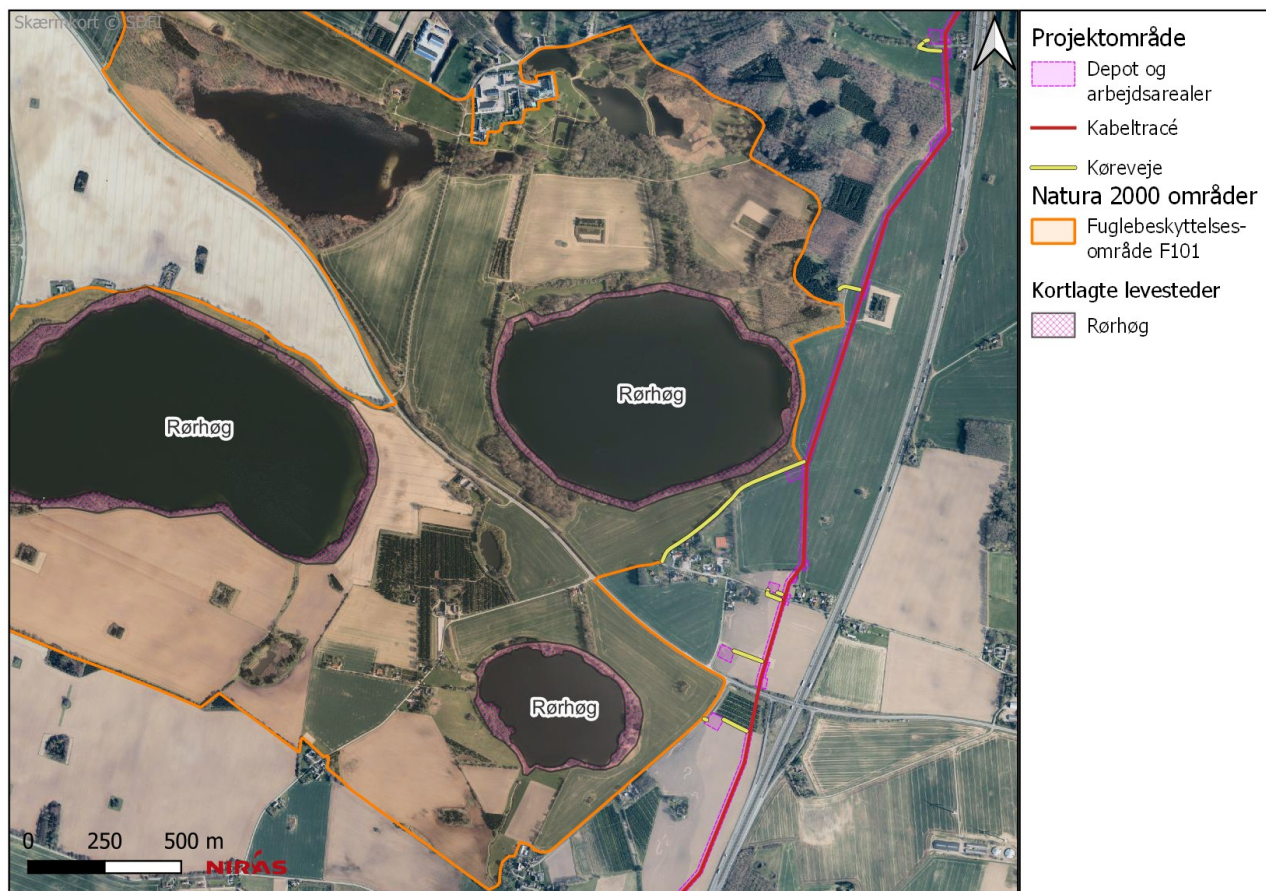 Skærmkort © SDFI
Rørhøg
Rørhøg
Rørhøg
0 250 500 m
NIRÁS
Projektområde
Depot og
arbejdsarealer
Kabeltracé
Køreveje
Natura 2000 områder
Fuglebeskyttelses-
område F101
Kortlagte levesteder
Rørhøg